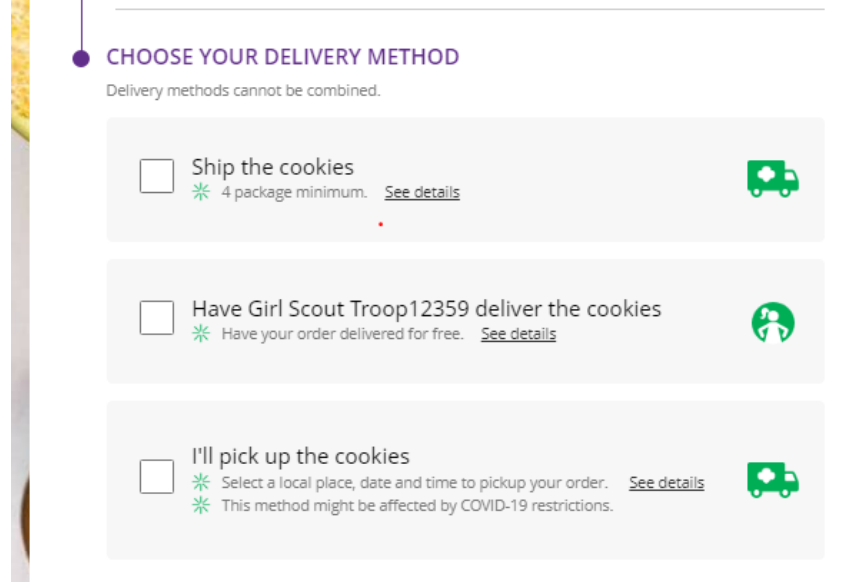 CHOOSE YOUR DELIVERY METHOD
Delivery methods cannot be combined.
Ship the cookies
4 package minimum. See details
Have Girl Scout Troop12359 deliver the cookies
Have your order delivered for free. See details
I'll pick up the cookies
Select a local place, date and time to pickup your order. See details
This method might be affected by COVID-19 restrictions.